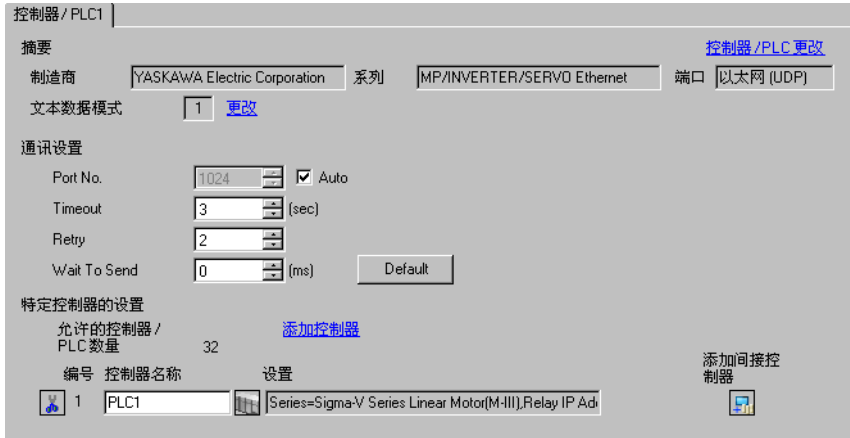 控制器/PLC1
摘要 控制器/PLC更改
制造商 YASKAWA Electric Corporation 系列 MP/INVERTER/SERVO Ethernet 端口 以太网 (UDP)
文本数据模式 1 更改
通讯设置
Port No. 1024 Auto
Timeout 3 (sec)
Retry 2
Wait To Send 0 (ms) Default
特定控制器的设置
允许的控制器/ 添加控制器
PLC数量 32
添加间接控
制器
编号 控制器名称 设置
1 PLC1 Series=Sigma-V Series Linear Motor(M-III),Relay IP Ad